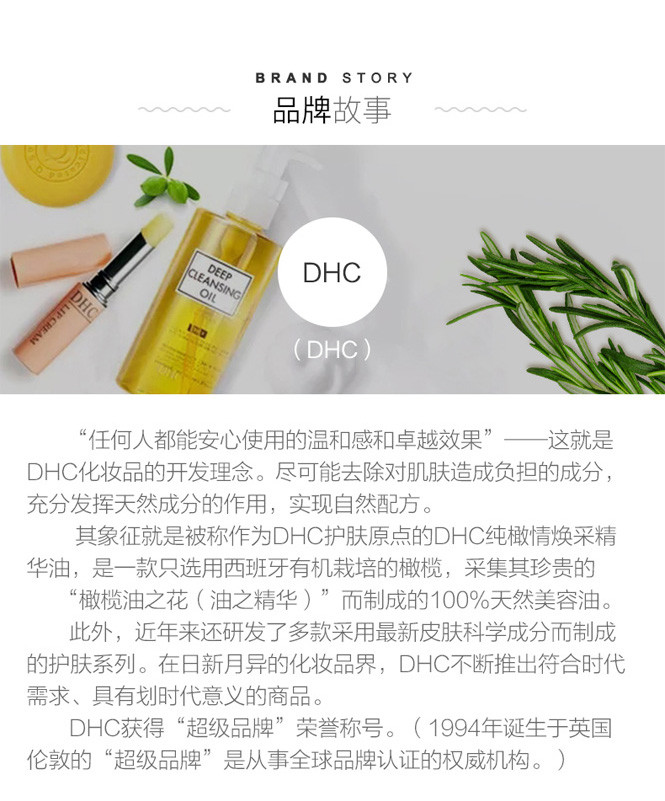 BRAND STORY
品牌故事
DHC
LIP CREAM
DEEP
CLEANSING
OIL
DHC
（DHC）
“任何人都能安心使用的温和感和卓越效果”——这就是
DHC化妆品的开发理念。尽可能去除对肌肤造成负担的成分，
充分发挥天然成分的作用，实现自然配方。
其象征就是被称作为DHC护肤原点的DHC纯橄情焕采精
华油，是一款只选用西班牙有机栽培的橄榄，采集其珍贵的
“橄榄油之花（油之精华）”而制成的100%天然美容油。
此外，近年来还研发了多款采用最新皮肤科学成分而制成
的护肤系列。在日新月异的化妆品界，DHC不断推出符合时代
需求、具有划时代意义的商品。
DHC获得“超级品牌”荣誉称号。（1994年诞生于英国
伦敦的“超级品牌”是从事全球品牌认证的权威机构。）